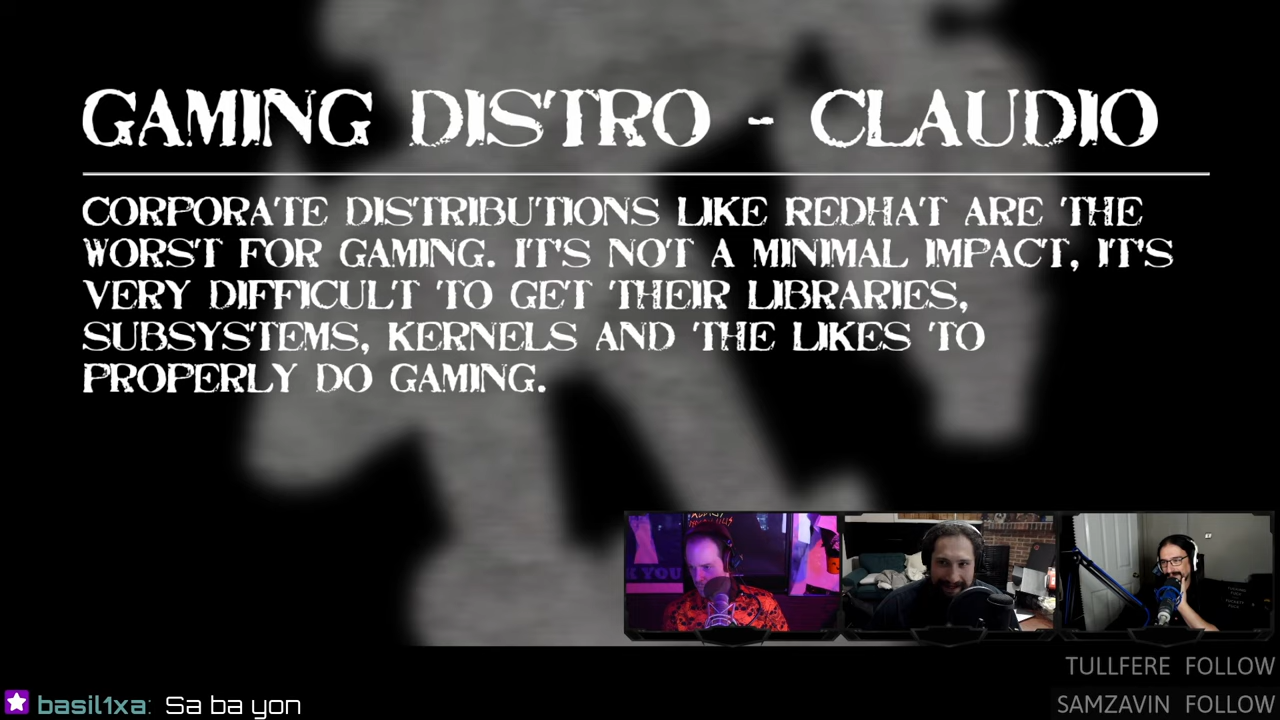 GAMING DISTRO - CLAUDIO
CORPORATE DISTRIBUTIONS LIKE REDHAT ARE THE
WORST FOR GAMING. IT'S NOT A MINIMAL IMPACT, IT'S
VERY DIFFICULT TO GET THEIR LIBRARIES,
SUBSYSTEMS, KERNELS AND THE LIKES TO
PROPERLY DO GAMING.
YOU
TULLFERE FOLLOW
SAMZAVIN FOLLOW
basil1xa: Sa ba yon